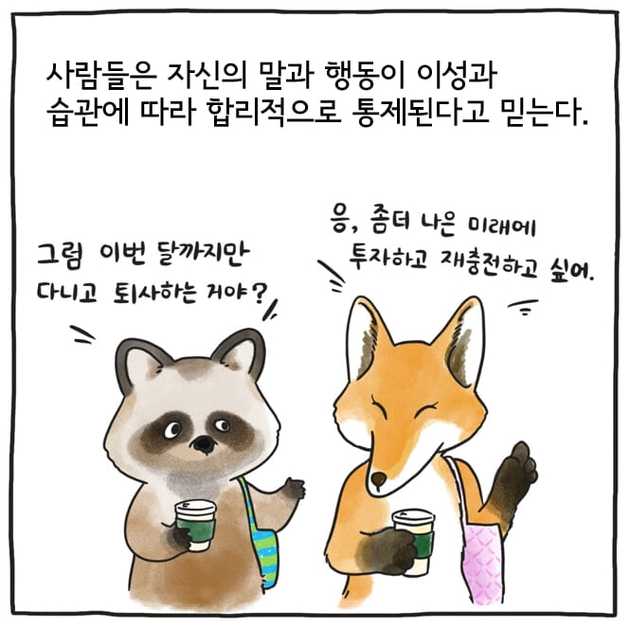 사람들은 자신의 말과 행동이 이성과
습관에 따라 합리적으로 통제된다고 믿는다.
그럼 이번 달까지만
다니고 퇴사하는 거야?
응, 좀더 나은 미래에
투자하고 재충전하고 싶어.